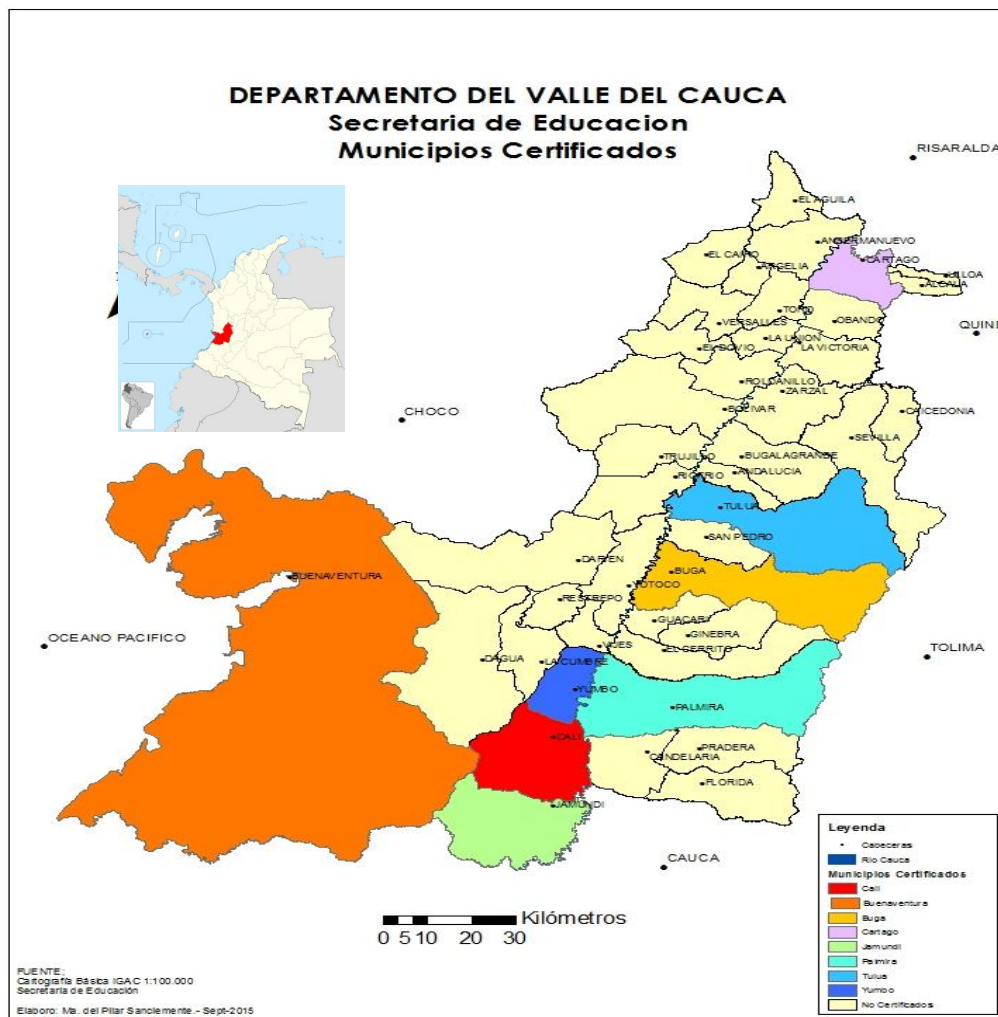 DEPARTAMENTO DEL VALLE DEL CAUCA
Secretaria de Educacion
Municipios Certificados
RISARALDA
EL AGUILA
ANSERMANUEVO
EL CAIRO
CARTAGO
ARGELIA
ULLOA
ALCALA
TORO
VERSALLES
OBANDO
QUIND
LA UNION
EL DOVIO
LA VICTORIA
ROLDANILLO
ZARZAL
CHOCO
BOLIVAR
CAICEDONIA
SEVILLA
TRUJILLO
BUGALAGRANDE
ANDALUCIA
RIOFRIO
TULUA
SAN PEDRO
DARIEN
BUGA
BUENAVENTURA
YOTOCO
RESTREPO
GUACARI
GINEBRA
OCEANO PACIFICO
VIJES
EL CERRITO
TOLIMA
DAGUA
LA CUMBRE
YUMBO
PALMIRA
CALI
PRADERA
CANDELARIA
FLORIDA
JAMUNDI
CAUCA
Kilómetros
0 5 10 20 30
Leyenda
Cabeceras
Rio Cauca
Municipios Certificados
Cali
Buenaventura
Buga
Cartago
Jamundi
Palmira
Tulua
Yumbo
No Certificados
FUENTE:
Cartografía Básica IGAC 1:100.000
Secretaria de Educación
Elaboro: Ma. del Pilar Sanclemente.- Sept-2015